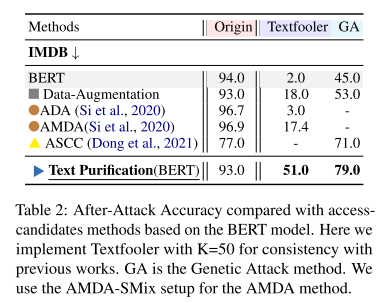 Methods Origin Textfooler GA
IMDB ↓
BERT 94.0 2.0 45.0
Data-Augmentation 93.0 18.0 53.0
ADA (Si et al., 2020) 96.7 3.0 -
AMDA(Si et al., 2020) 96.9 17.4 -
ASCC (Dong et al., 2021) 77.0 - 71.0
Text Purification(BERT) 93.0 51.0 79.0
Table 2: After-Attack Accuracy compared with access-
candidates methods based on the BERT model. Here we
implement Textfooler with K=50 for consistency with
previous works. GA is the Genetic Attack method. We
use the AMDA-SMix setup for the AMDA method.